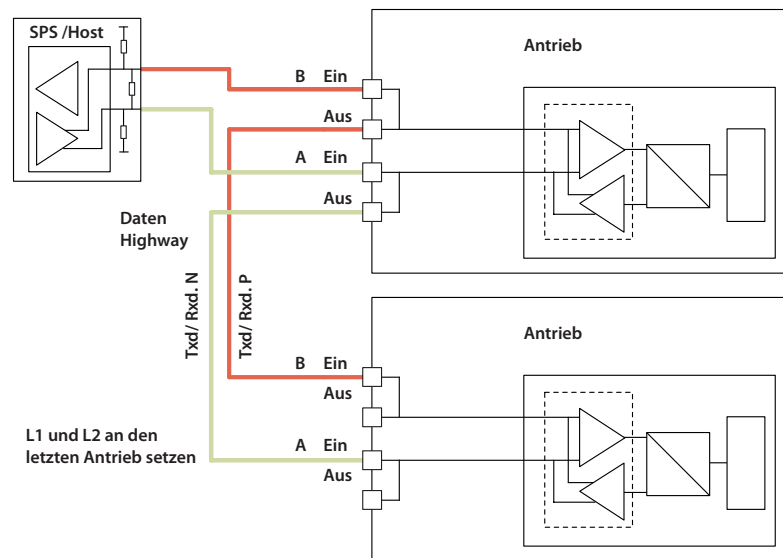 SPS /Host
Antrieb
B Ein
Aus
A Ein
Aus
Daten
Highway
Txd/ Rxd. N
Txd/ Rxd. P
Antrieb
B Ein
Aus
L1 und L2 an den
letzten Antrieb setzen
A Ein
Aus